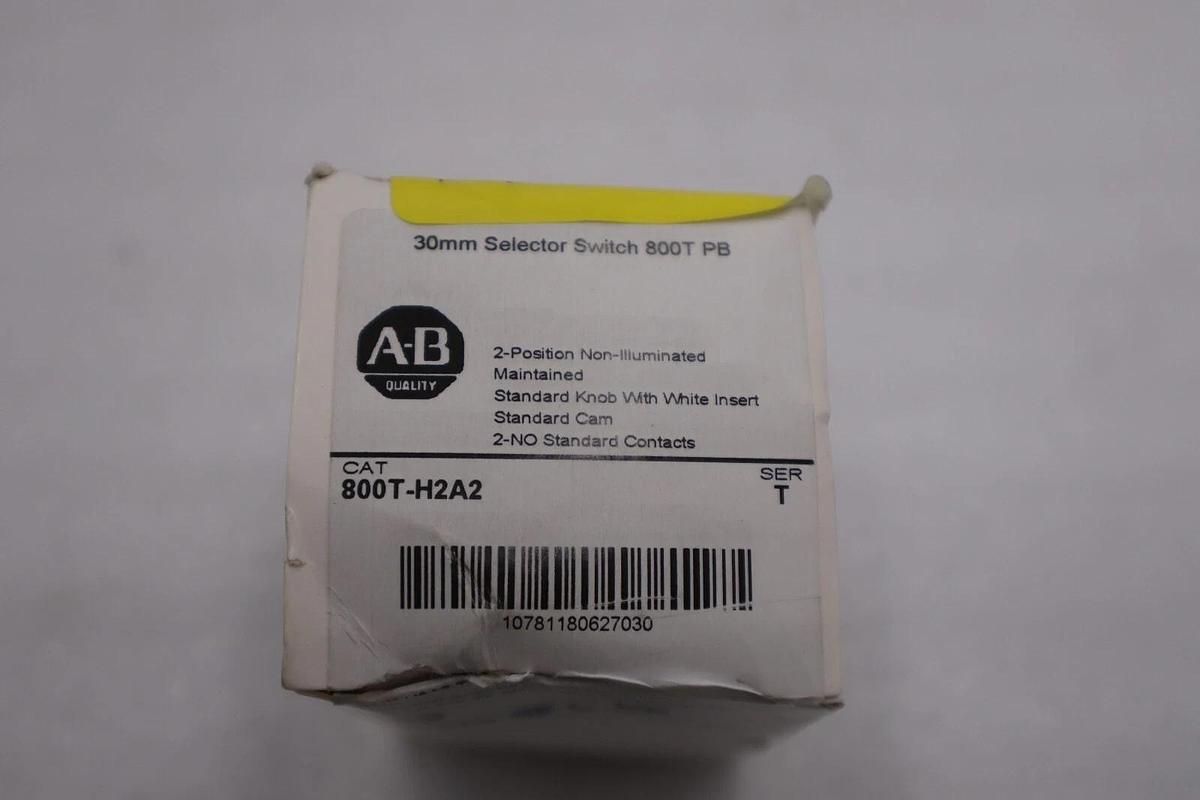 30mm Selector Switch 800T PB
A-B
QUALITY
2-Position Non-Illuminated
Maintained
Standard Knob With White Insert
Standard Cam
2-NO Standard Contacts
CAT
800T-H2A2
SER
T
10781180627030